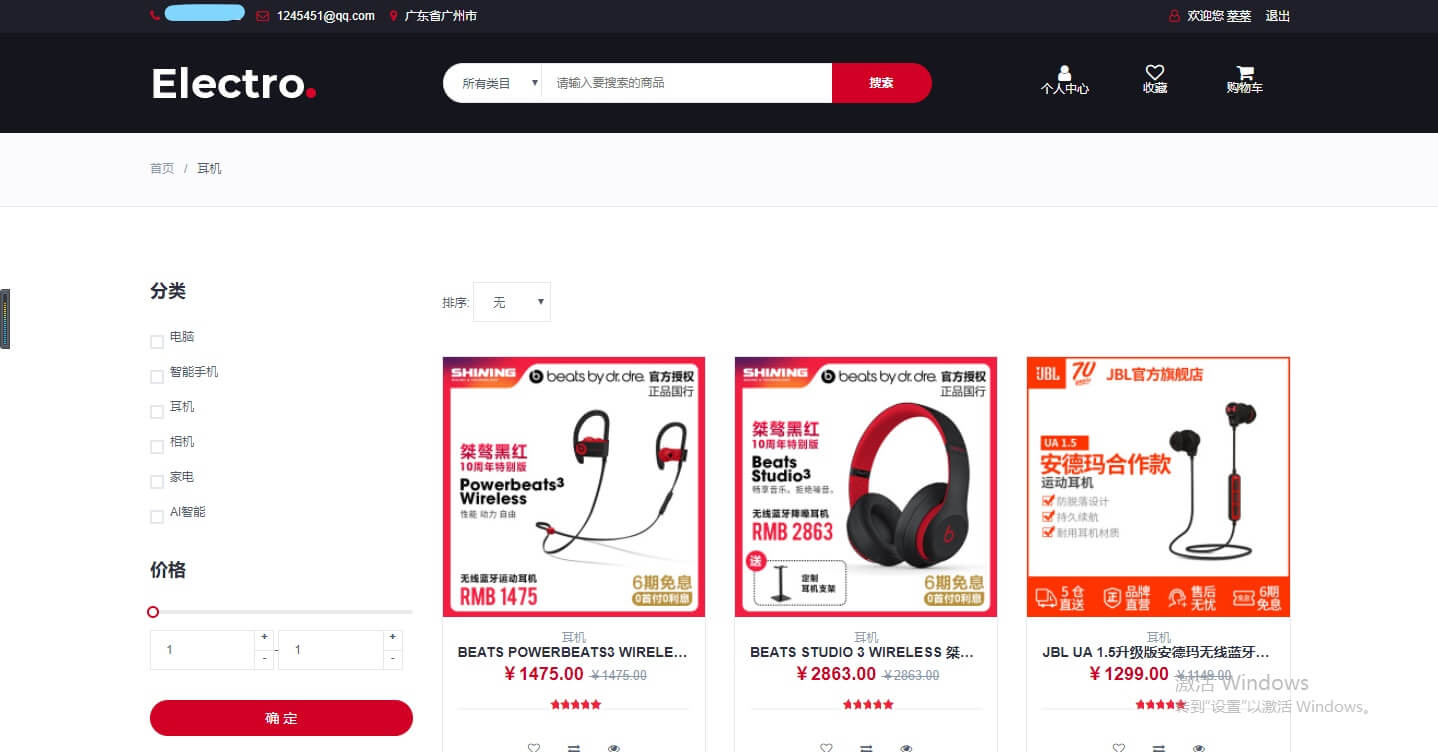 1245451@qq.com 广东省广州市 欢迎您 菜菜 退出
Electro.
所有类目 请输入要搜索的商品 搜索
个人中心 收藏 购物车
首页 / 耳机
分类
电脑
智能手机
耳机
相机
家电
AI智能
价格
1 + - - 1 + -
确 定
排序: 无
SHINING beats by dr. dre. 官方授权
正品国行
桀骜黑红
10周年特别版
Powerbeats3
Wireless
性能 动力 自由
无线蓝牙运动耳机
RMB 1475
6期免息
0首付0利息
耳机
BEATS POWERBEATS3 WIRELE...
¥1475.00 ¥1475.00
SHINING beats by dr. dre. 官方授权
正品国行
桀骜黑红
10周年特别版
Beats
Studio3
畅享音乐。拒绝噪音。
无线蓝牙降噪耳机
RMB 2863
送
定制
耳机支架
6期免息
0首付0利息
耳机
BEATS STUDIO 3 WIRELESS 桀...
¥2863.00 ¥2863.00
JBL 70 JBL官方旗舰店
UA 1.5
安德玛合作款
运动耳机
防脱落设计
持久续航
耐用耳机材质
5 仓
直送
正 品牌
直营
售后
无忧
免息 6期
免息
耳机
JBL UA 1.5升级版安德玛无线蓝牙...
¥1299.00 ¥1149.00
激活 Windows
转到"设置"以激活 Windows。